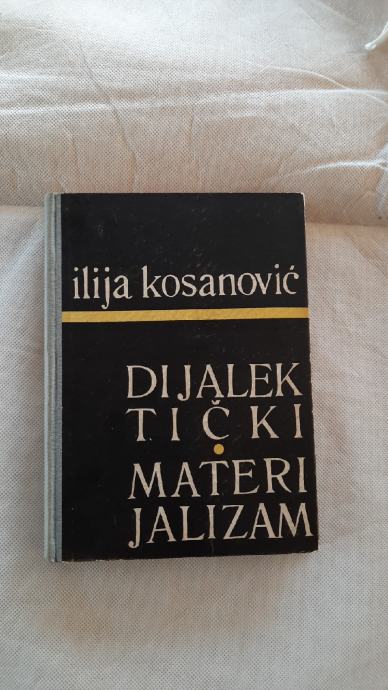 ilija kosanović
DIJALEK
TIČKI
MATERI
JALIZAM